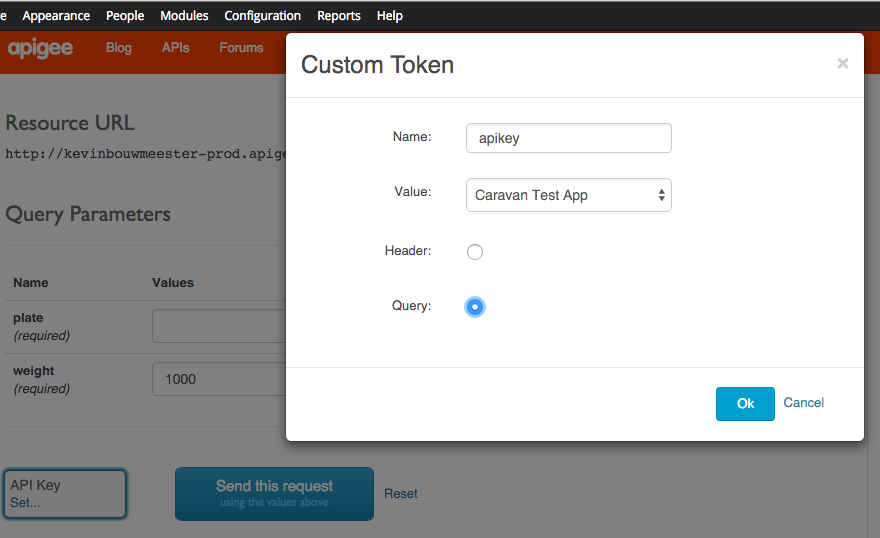 e Appearance People Modules Configuration Reports Help
apigee Blog APIs Forums
Custom Token ×
Resource URL
http://kevinbouwmeester-prod.apige
Name: apikey
Value: Caravan Test App
Query Parameters
Header:
Name Values
Query:
plate
(required)
weight
(required) 1000
Ok Cancel
API Key
Set...
Send this request
using the values above
Reset